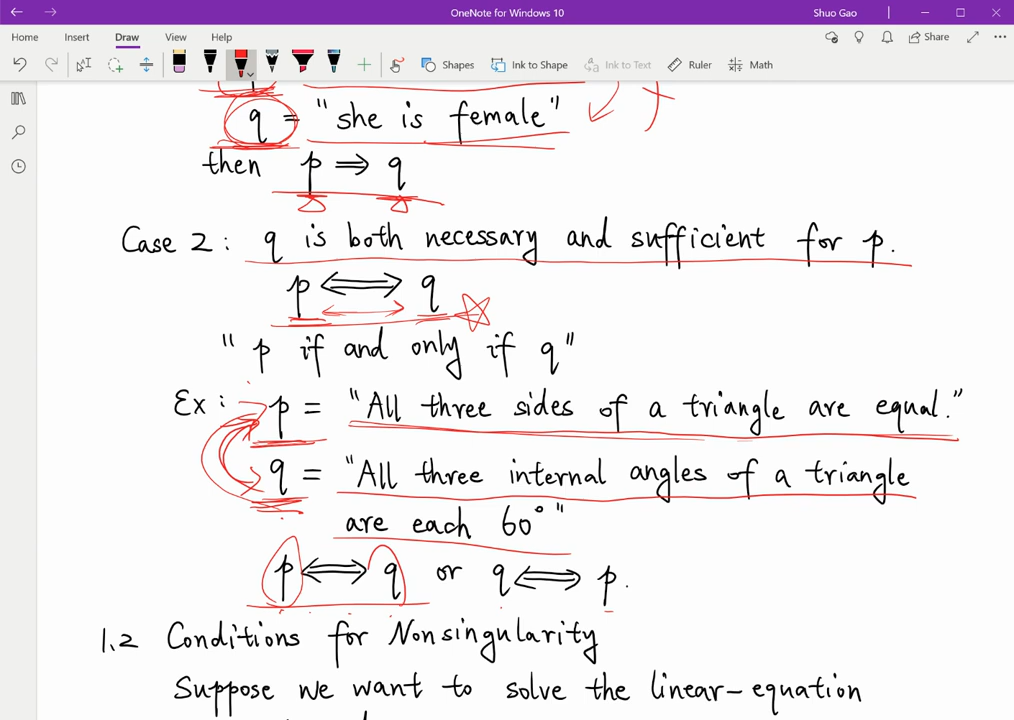 OneNote for Windows 10
Shuo Gao
Home Insert Draw View Help
Share
Shapes Ink to Shape Ink to Text Ruler Math
q = "she is female"
then p ⇒ q
Case 2: q is both necessary and sufficient for p.
p ⟺ q
"p if and only if q"
Ex: p = "All three sides of a triangle are equal."
q = "All three internal angles of a triangle
are each 60°"
p ⟺ q or q ⟺ p.
1.2 Conditions for Nonsingularity
Suppose we want to solve the linear-equation